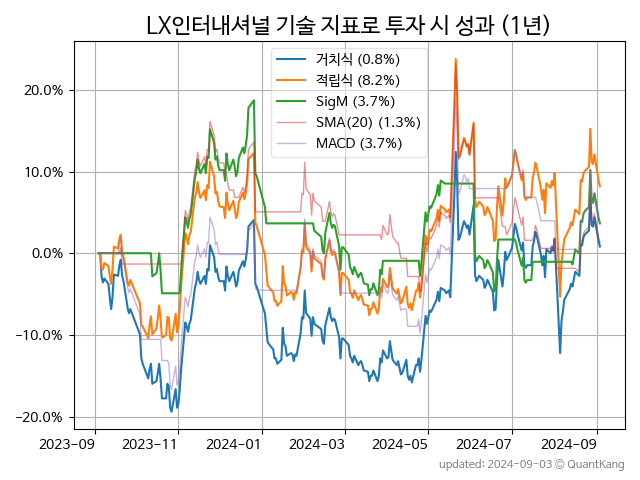 LX인터내셔널 기술 지표로 투자 시 성과 (1년)
거치식 (0.8%)
적립식 (8.2%)
SigM (3.7%)
SMA(20) (1.3%)
MACD (3.7%)
20.0%
10.0%
0.0%
−10.0%
−20.0%
2023-09 2023-11 2024-01 2024-03 2024-05 2024-07 2024-09
updated: 2024-09-03 © QuantKang